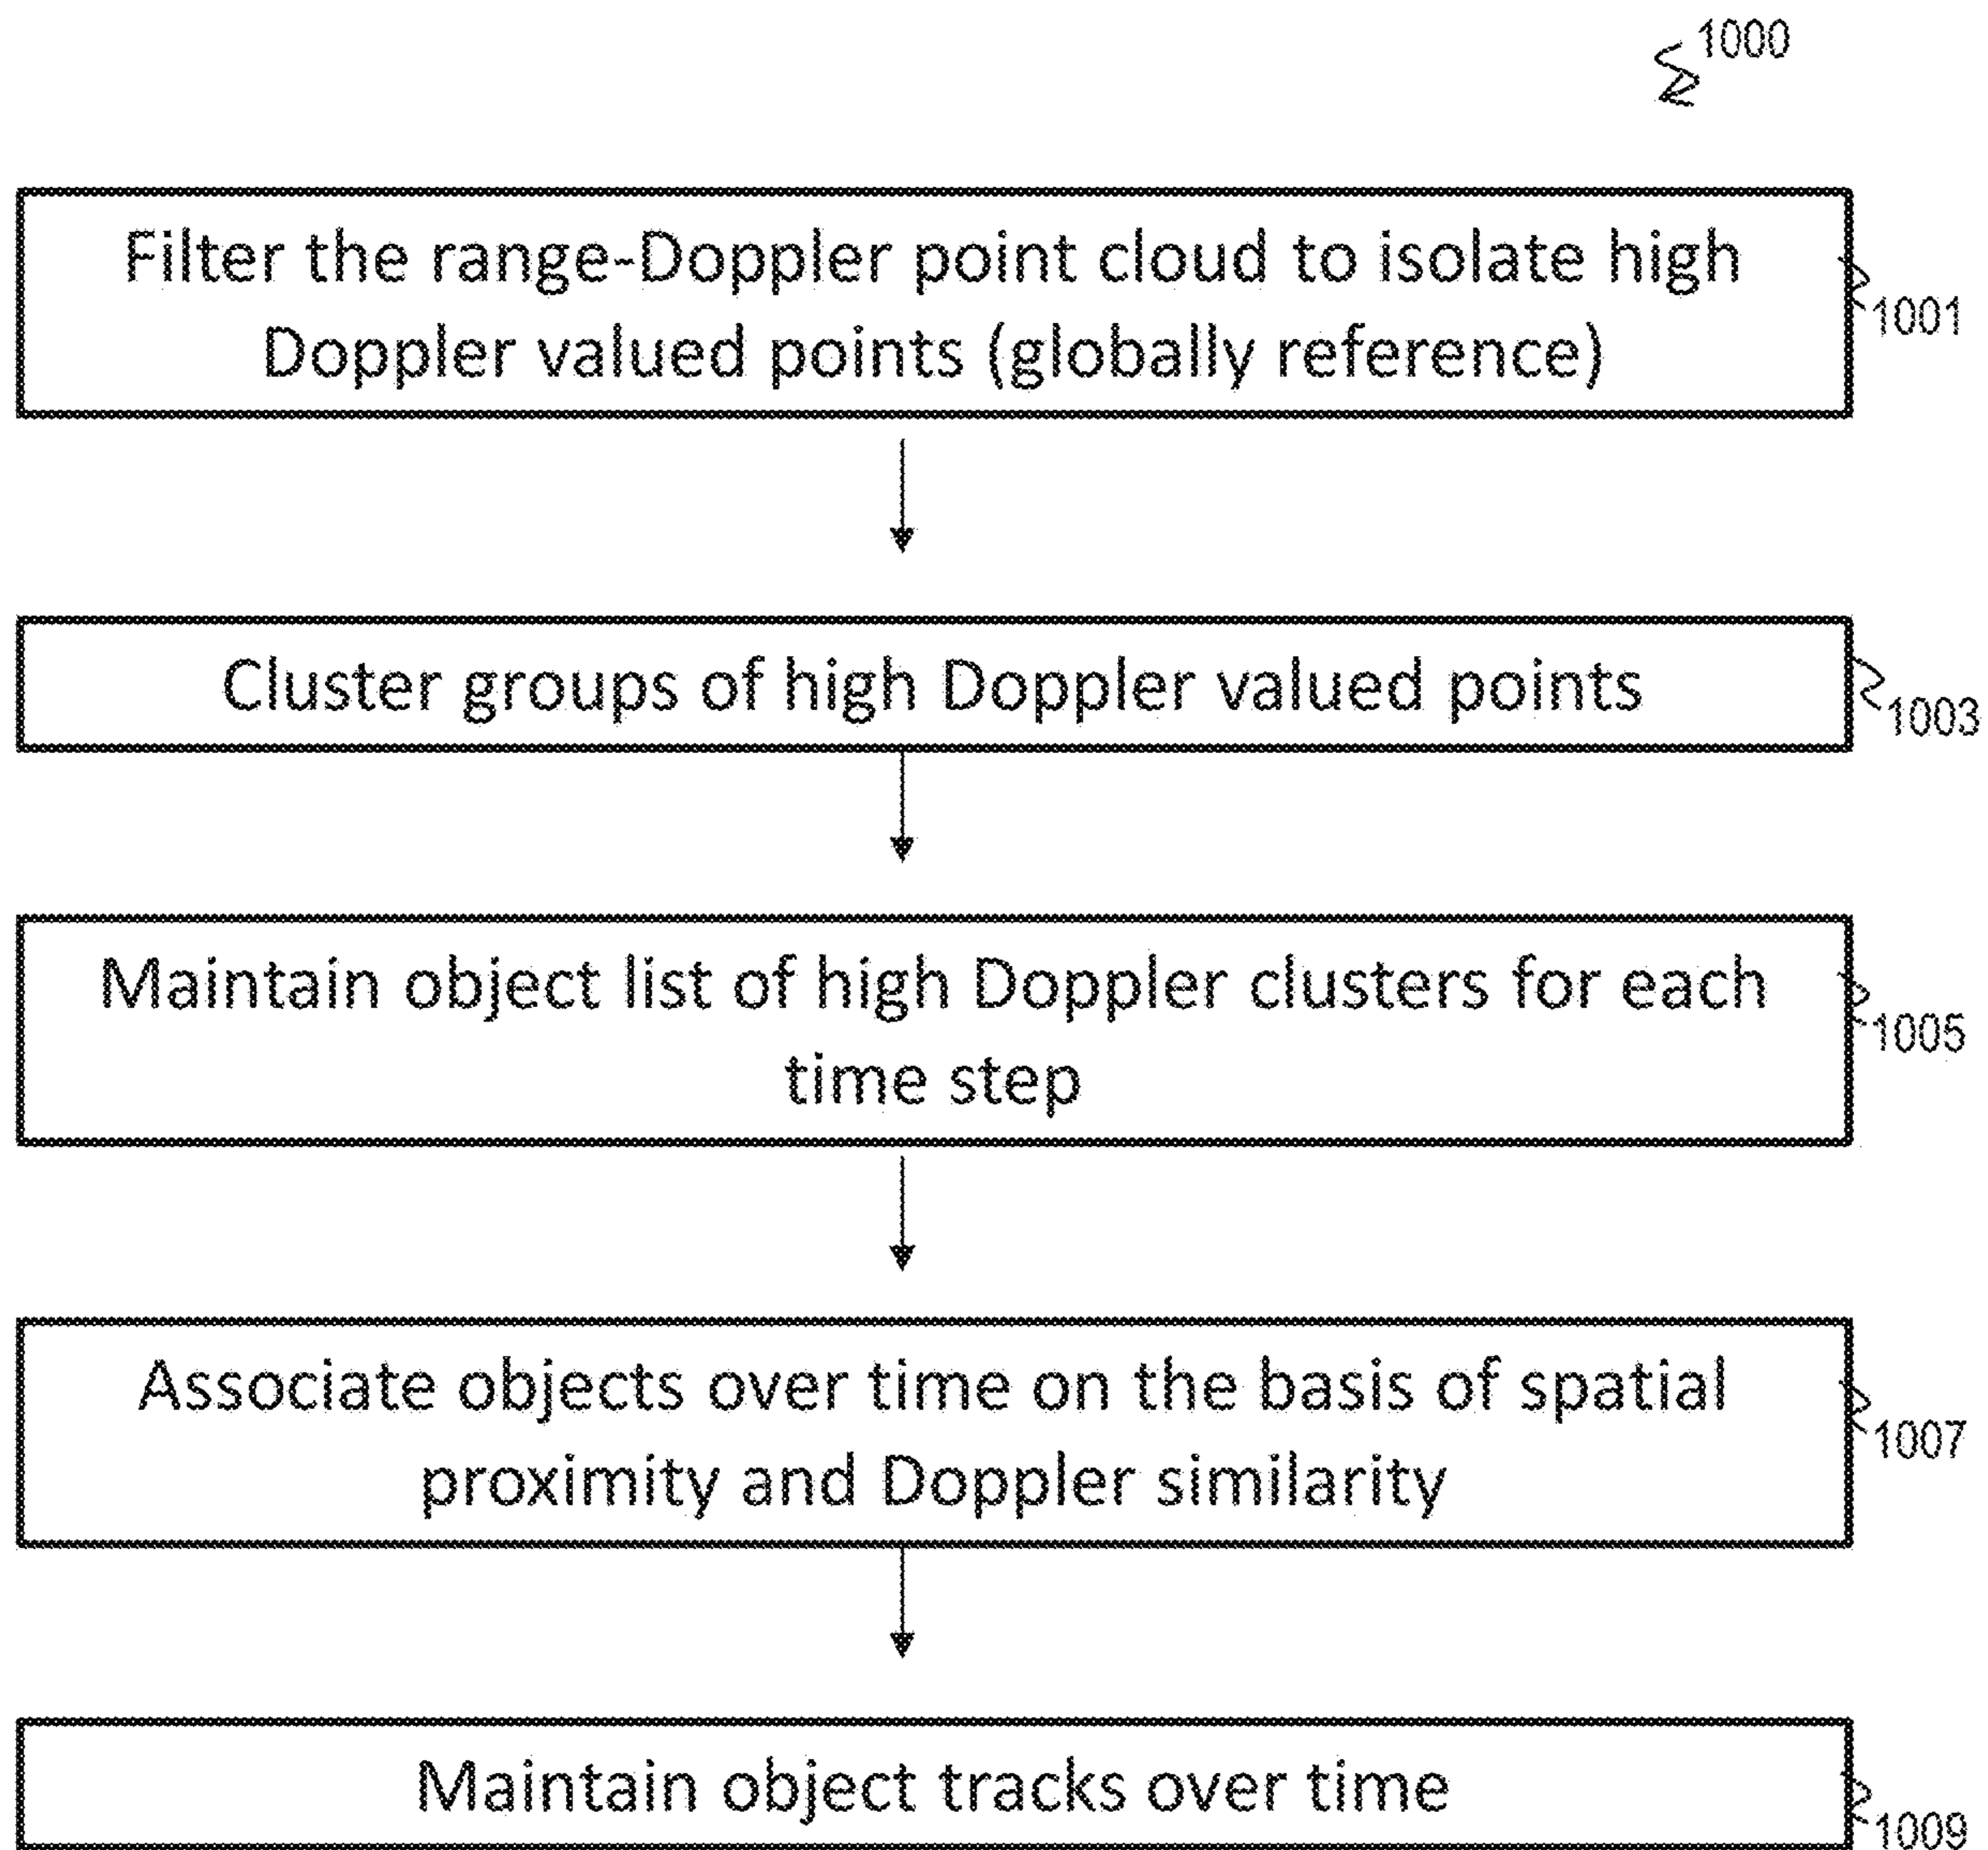 1000
Filter the range-Doppler point cloud to isolate high
Doppler valued points (globally reference)
1001
Cluster groups of high Doppler valued points
1003
Maintain object list of high Doppler clusters for each
time step
1005
Associate objects over time on the basis of spatial
proximity and Doppler similarity
1007
Maintain object tracks over time
1009